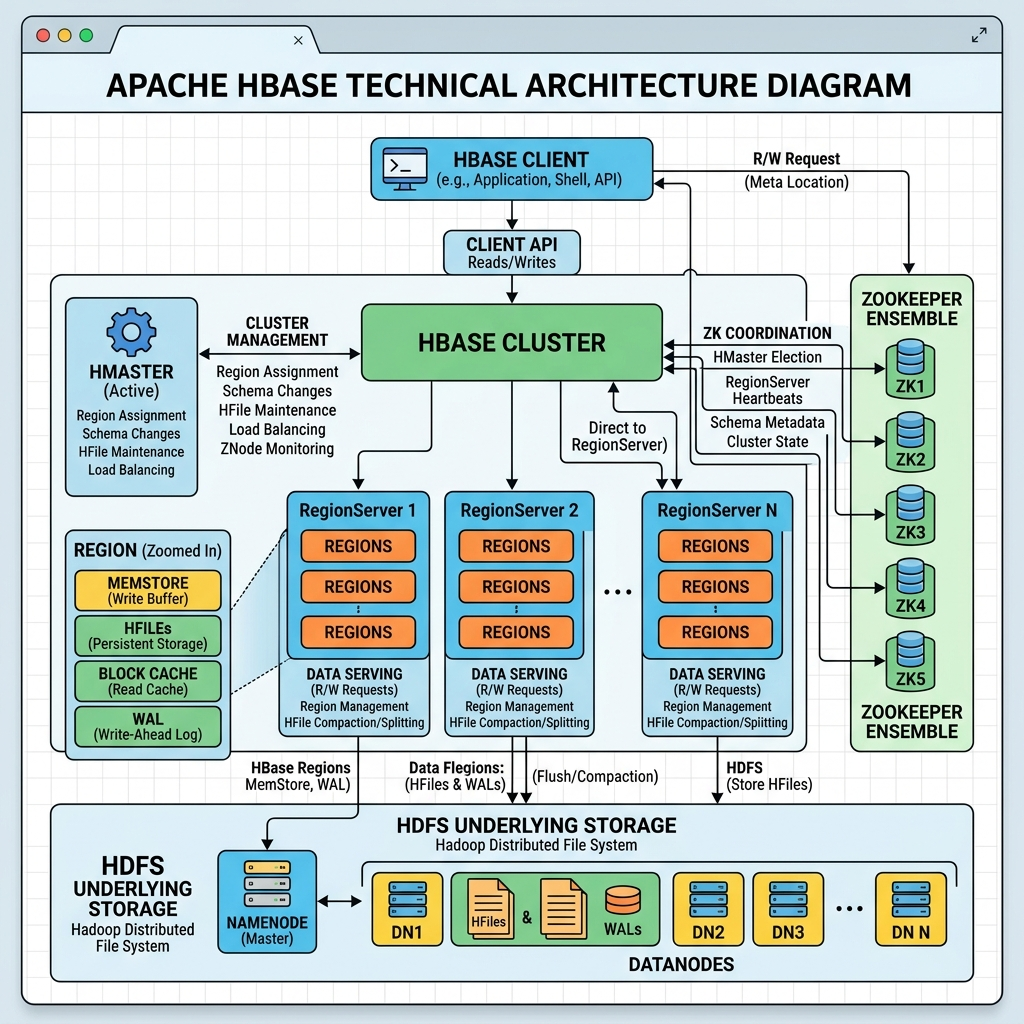 APACHE HBASE TECHNICAL ARCHITECTURE DIAGRAM
HBASE CLIENT
(e.g., Application, Shell, API)
R/W Request
(Meta Location)
CLIENT API
Reads/Writes
HMASTER
(Active)
Region Assignment
Schema Changes
HFile Maintenance
Load Balancing
CLUSTER
MANAGEMENT
Region Assignment
Schema Changes
HFile Maintenance
Load Balancing
ZNode Monitoring
HBASE CLUSTER
ZK COORDINATION
HMaster Election
RegionServer
Heartbeats
Schema Metadata
Cluster State
Direct to
RegionServer)
ZOOKEEPER
ENSEMBLE
ZK1
ZK2
ZK3
ZK4
ZK5
ZOOKEEPER
ENSEMBLE
REGION (Zoomed In)
MEMSTORE
(Write Buffer)
HFILEs
(Persistent Storage)
BLOCK CACHE
(Read Cache)
WAL
(Write-Ahead Log)
RegionServer 1
REGIONS
REGIONS
REGIONS
DATA SERVING
(R/W Requests)
Region Management
HFile Compaction/Splitting
RegionServer 2
REGIONS
REGIONS
REGIONS
DATA SERVING
(R/W Requests)
Region Management
HFile Compaction/Splitting
...
RegionServer N
REGIONS
REGIONS
REGIONS
DATA SERVING
(R/W Requests)
Region Management
HFile Compaction/Splitting
HBase Regions
MemStore, WAL)
Data Flegions:
(HFiles & WALs)
(Flush/Compaction)
HDFS
(Store HFiles)
HDFS UNDERLYING STORAGE
Hadoop Distributed File System
HDFS
UNDERLYING
STORAGE
Hadoop Distributed
File System
NAMENODE
(Master)
DN1
HFiles
&
WALs
DN2
DN3
...
DN N
DATANODES